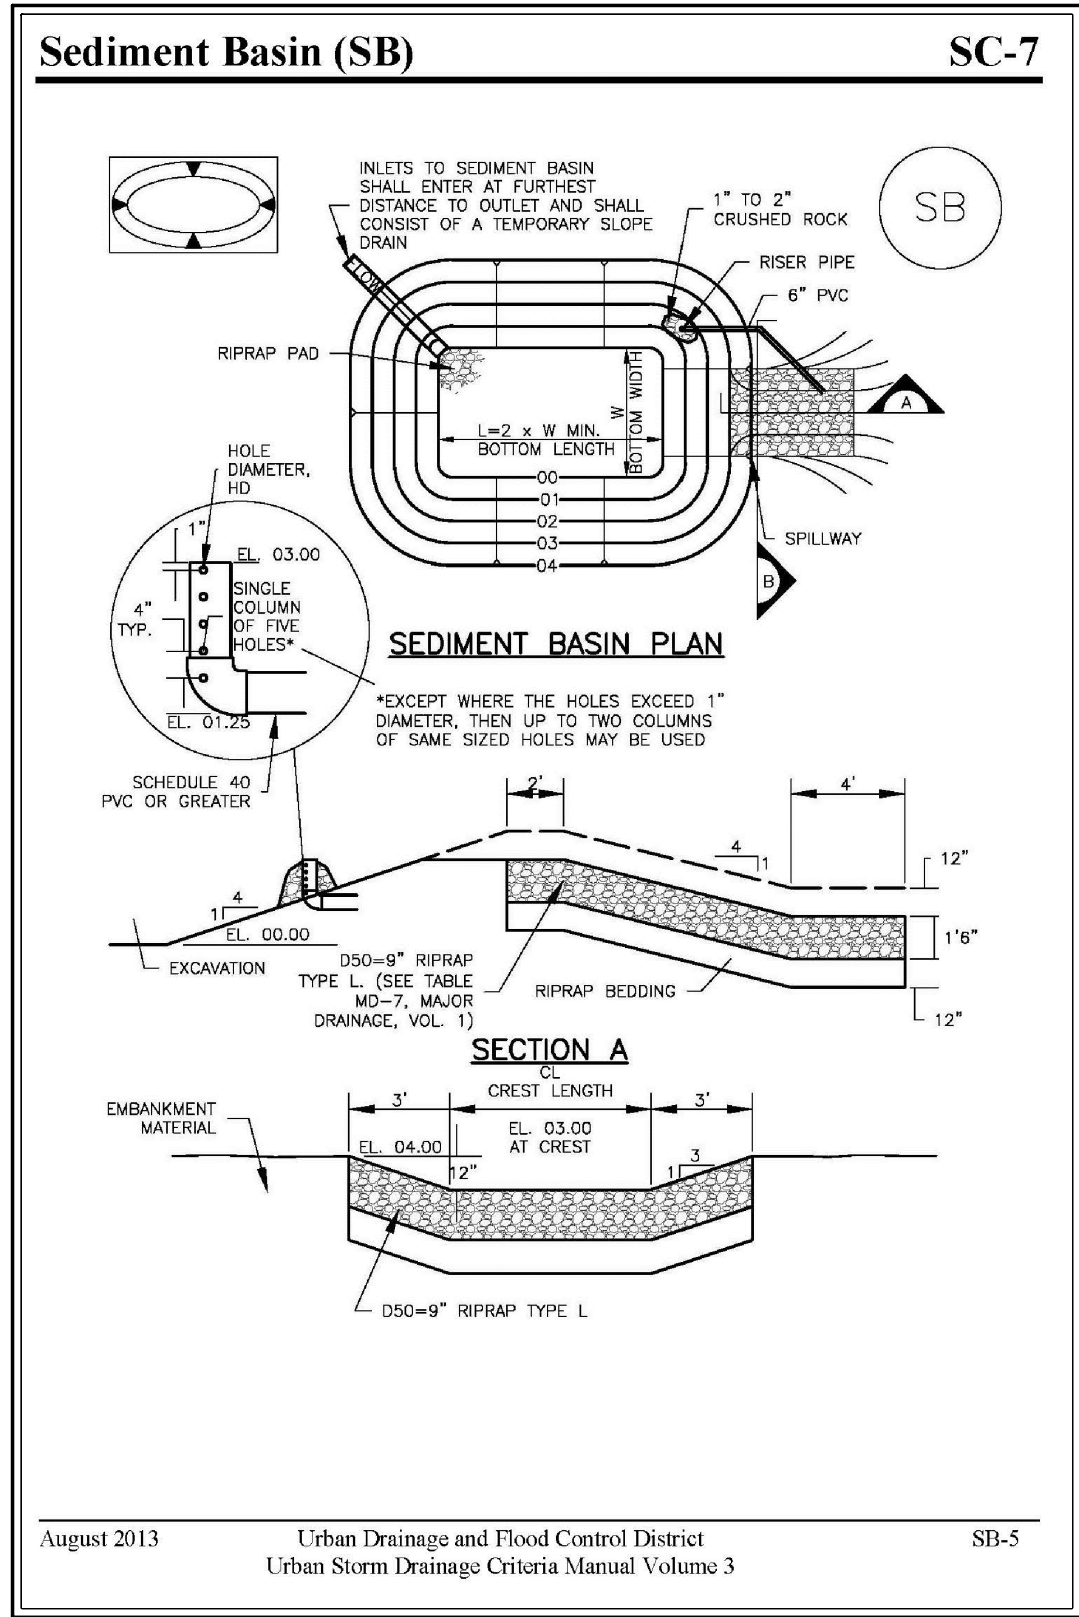 Sediment Basin (SB)
SC-7
INLETS TO SEDIMENT BASIN
SHALL ENTER AT FURTHEST
DISTANCE TO OUTLET AND SHALL
CONSIST OF A TEMPORARY SLOPE
DRAIN
1" TO 2"
CRUSHED ROCK
SB
RISER PIPE
6" PVC
FLOW
RIPRAP PAD
A
W
BOTTOM WIDTH
L=2 x W MIN.
BOTTOM LENGTH
00
01
02
03
04
SPILLWAY
B
HOLE
DIAMETER,
HD
1"
EL. 03.00
SINGLE
COLUMN
OF FIVE
HOLES*
4"
TYP.
EL. 01.25
SEDIMENT BASIN PLAN
*EXCEPT WHERE THE HOLES EXCEED 1"
DIAMETER, THEN UP TO TWO COLUMNS
OF SAME SIZED HOLES MAY BE USED
SCHEDULE 40
PVC OR GREATER
2'
4'
4
1
12"
4
1
EL. 00.00
1'6"
EXCAVATION
D50=9" RIPRAP
TYPE L. (SEE TABLE
MD-7, MAJOR
DRAINAGE, VOL. 1)
RIPRAP BEDDING
12"
SECTION A
CL
CREST LENGTH
3'
3'
EMBANKMENT
MATERIAL
EL. 04.00
EL. 03.00
AT CREST
12"
3
1
D50=9" RIPRAP TYPE L
August 2013
Urban Drainage and Flood Control District
SB-5
Urban Storm Drainage Criteria Manual Volume 3